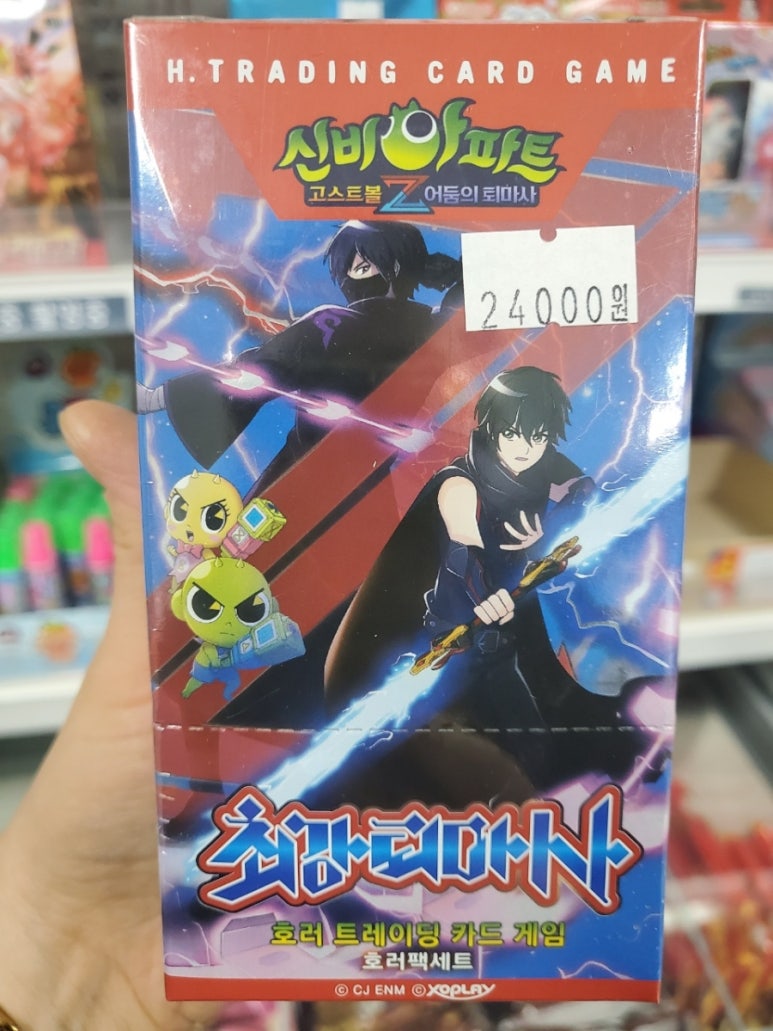 H. TRADING CARD GAME
신비아파트
고스트볼 Z 어둠의 퇴마사
24000원
최강 퇴마사
호러 트레이딩 카드 게임
호러팩세트
© CJ ENM © XOPLAY